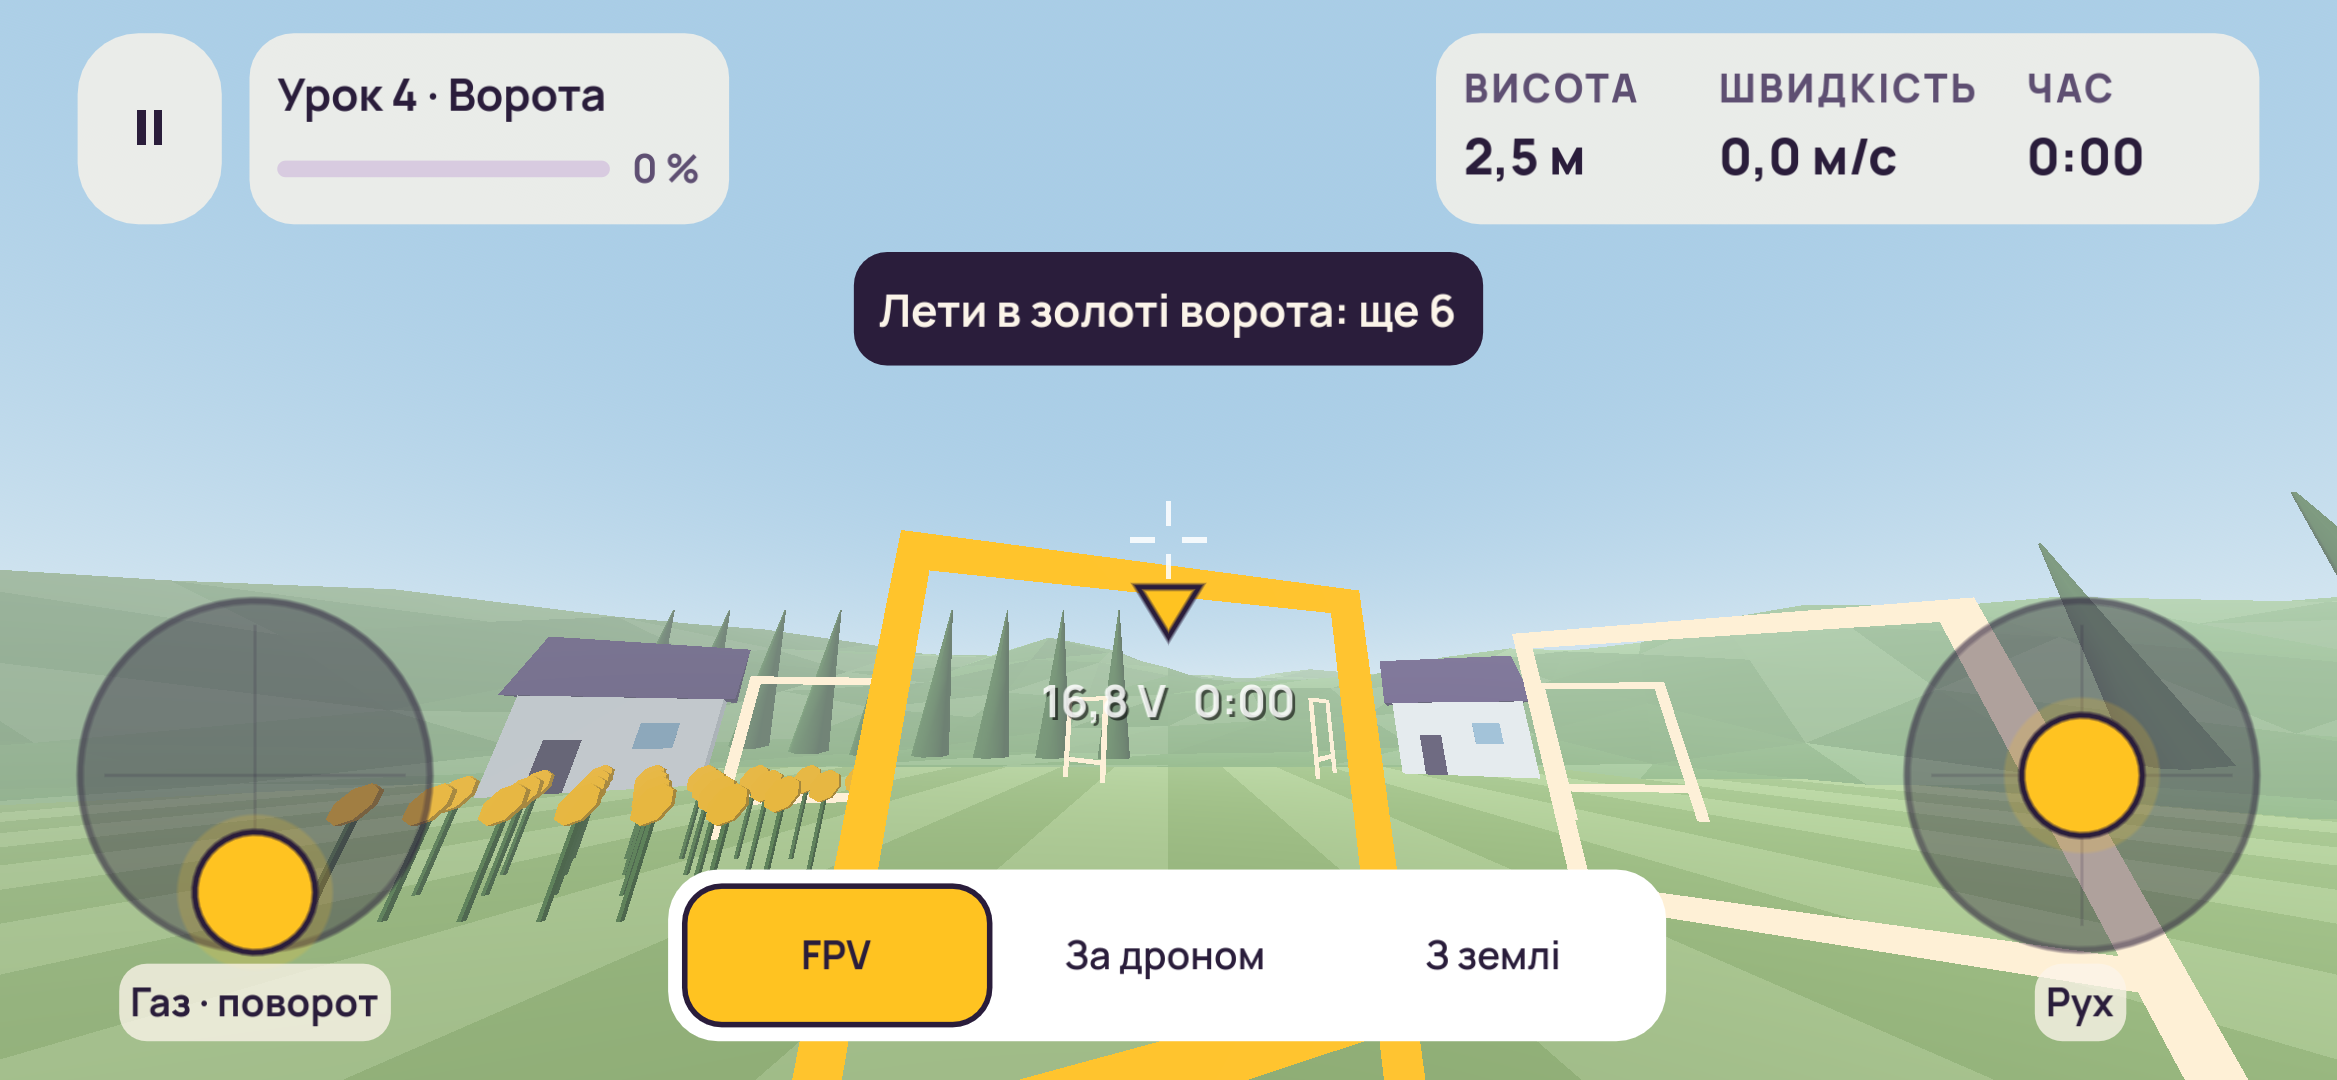 Урок 4 · Ворота
0 %
ВИСОТА ШВИДКІСТЬ ЧАС
2,5 м 0,0 м/с 0:00
Лети в золоті ворота: ще 6
16,8 V 0:00
FPV За дроном З землі
Газ · поворот
Рух